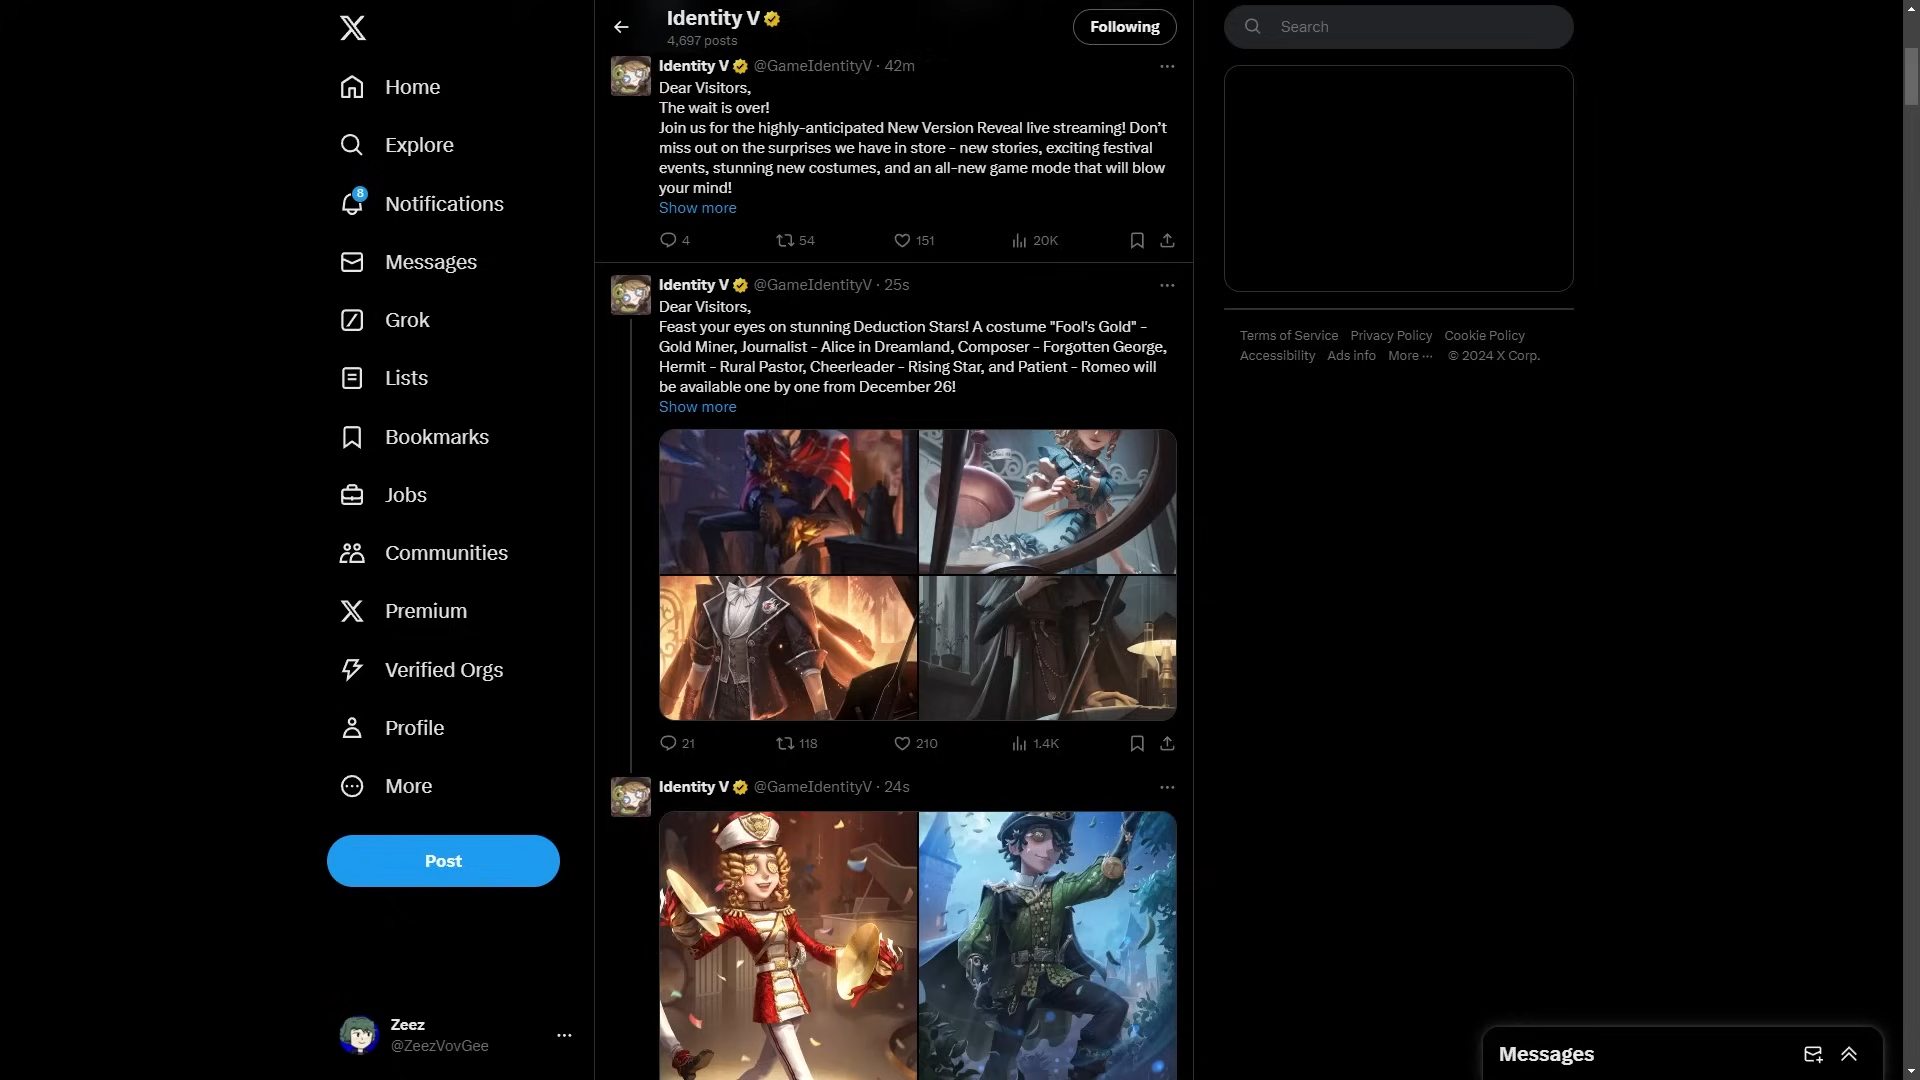 Home
Explore
8
Notifications
Messages
Grok
Lists
Bookmarks
Jobs
Communities
Premium
Verified Orgs
Profile
More
Post
Zeez
@ZeezVovGee
Identity V
4,697 posts
Following
Identity V @GameIdentityV · 42m
Dear Visitors,
The wait is over!
Join us for the highly-anticipated New Version Reveal live streaming! Don’t
miss out on the surprises we have in store - new stories, exciting festival
events, stunning new costumes, and an all-new game mode that will blow
your mind!
Show more
4 54 151 20K
Identity V @GameIdentityV · 25s
Dear Visitors,
Feast your eyes on stunning Deduction Stars! A costume "Fool's Gold" -
Gold Miner, Journalist - Alice in Dreamland, Composer - Forgotten George,
Hermit - Rural Pastor, Cheerleader - Rising Star, and Patient - Romeo will
be available one by one from December 26!
Show more
21 118 210 1.4K
Identity V @GameIdentityV · 24s
Search
Terms of Service Privacy Policy Cookie Policy
Accessibility Ads info More ··· © 2024 X Corp.
Messages